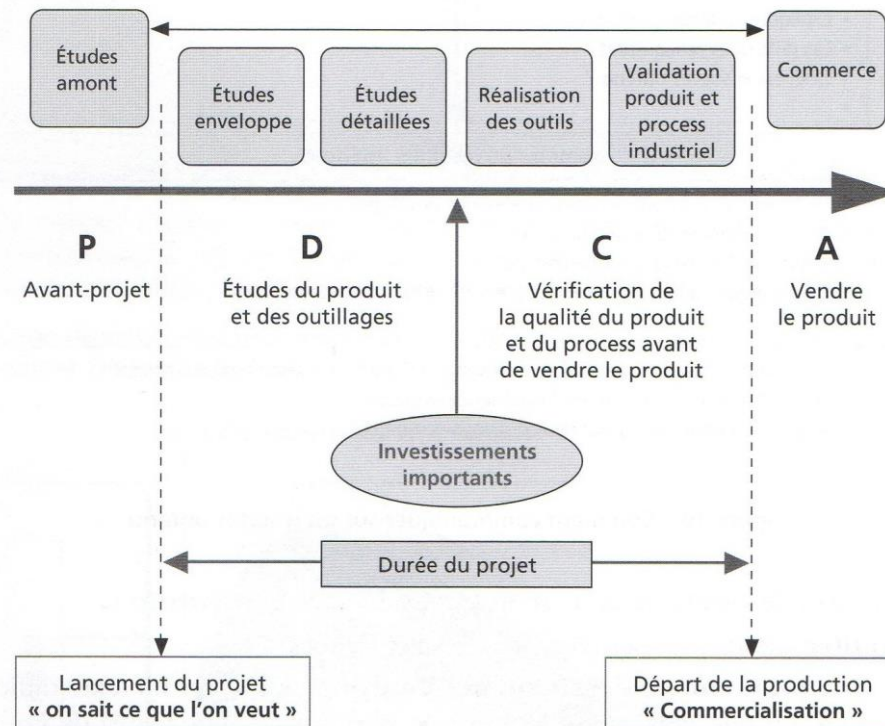 Études
amont
Études
enveloppe
Études
détaillées
Réalisation
des outils
Validation
produit et
process
industriel
Commerce
P
Avant-projet
D
Études du produit
et des outillages
C
Vérification de
la qualité du produit
et du process avant
de vendre le produit
A
Vendre
le produit
Investissements
importants
Durée du projet
Lancement du projet
« on sait ce que l'on veut »
Départ de la production
« Commercialisation »